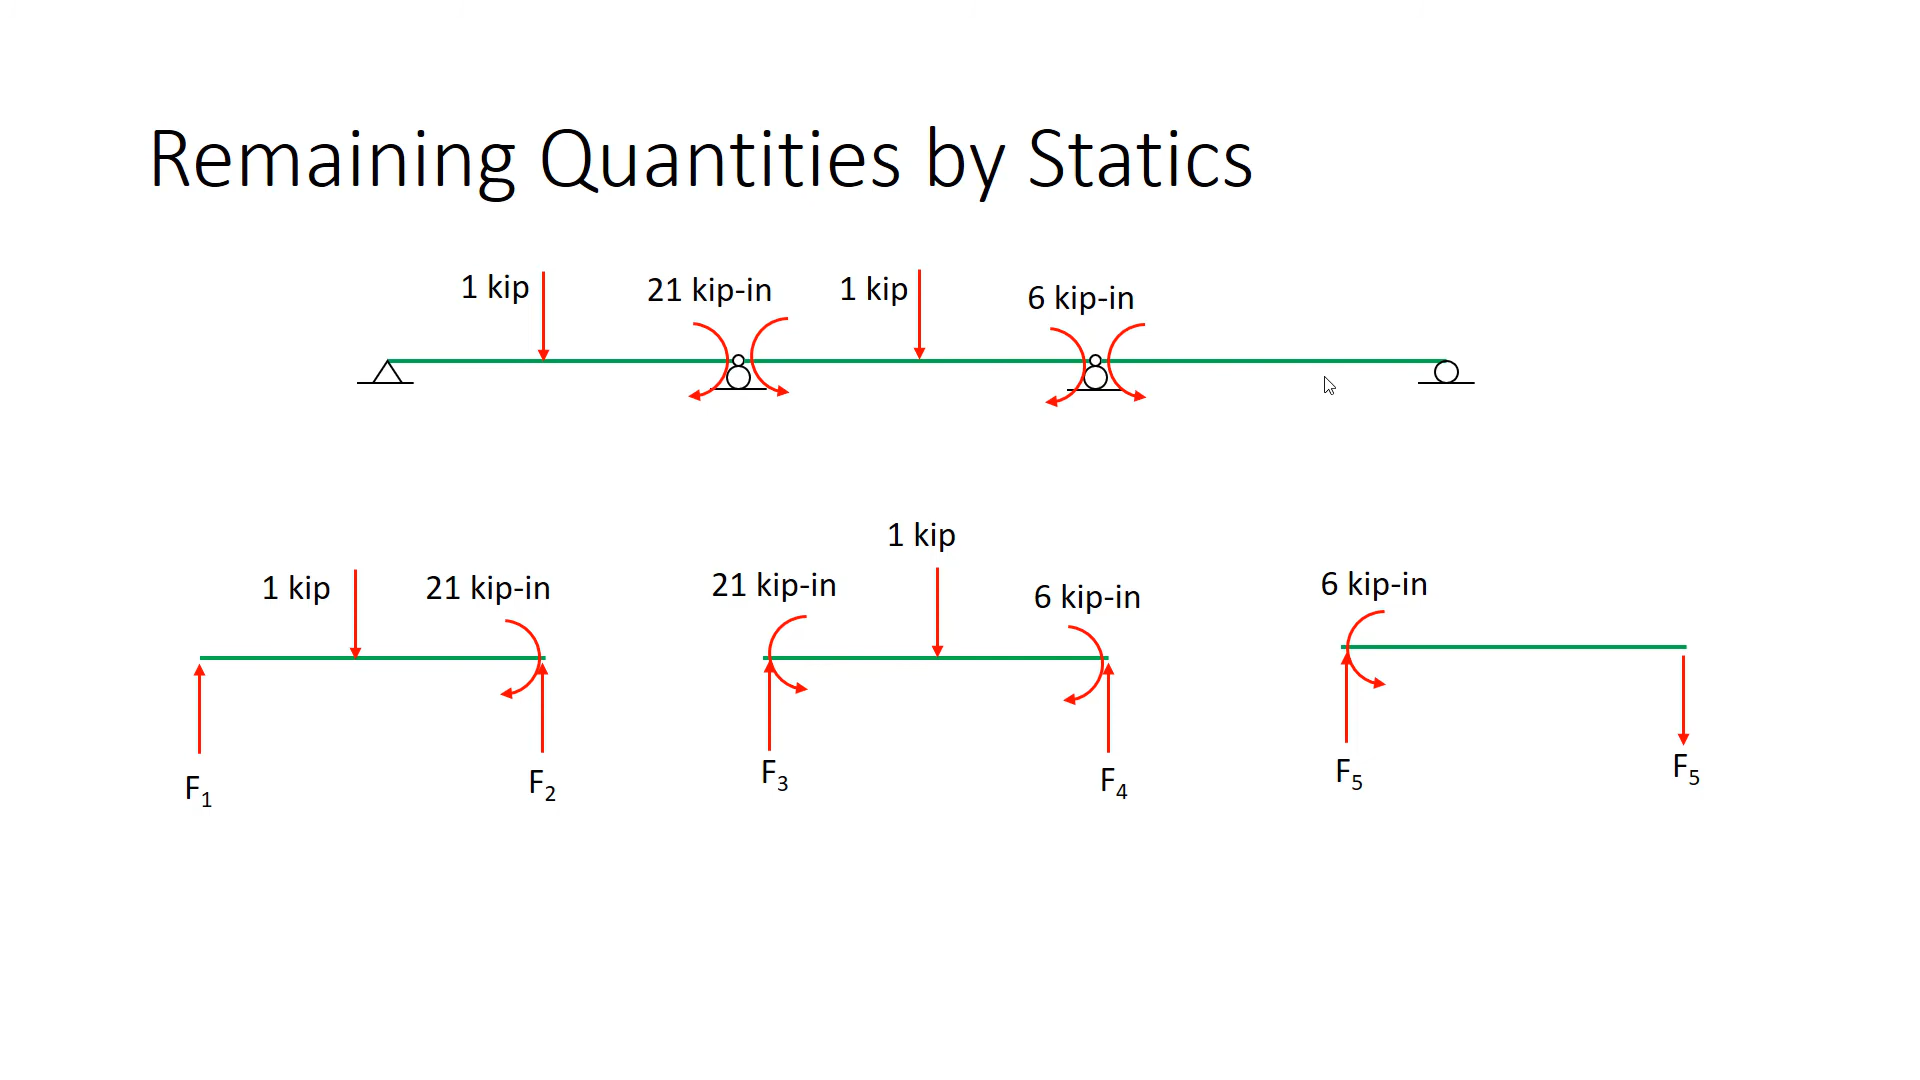 Remaining Quantities by Statics
1 kip
21 kip-in
1 kip
6 kip-in
1 kip
1 kip
21 kip-in
21 kip-in
6 kip-in
6 kip-in
F1
F2
F3
F4
F5
F5